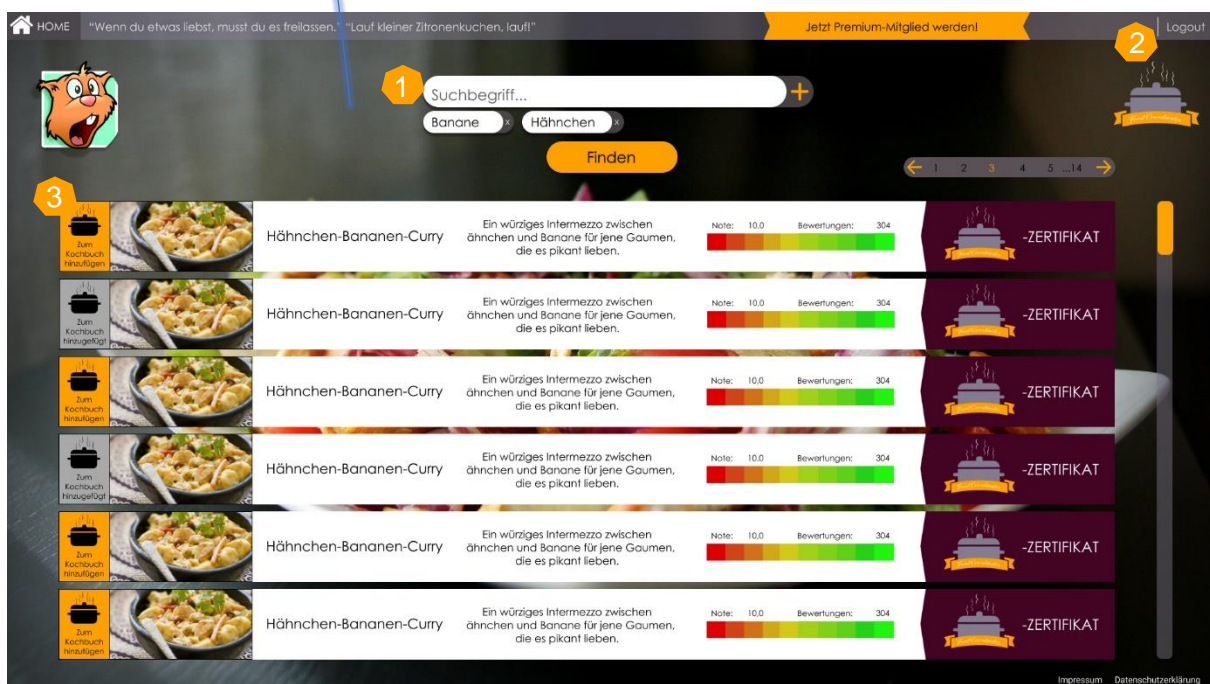 HOME "Wenn du etwas liebst, musst du es freilassen." "Lauf kleiner Zitronenkuchen, lauf!" Jetzt Premium-Mitglied werden! Logout
2
1
Suchbegriff... +
Banane x Hähnchen x
Finden
1 2 3 4 5 ...14
3
Zum
Kochbuch
hinzufügen
Hähnchen-Bananen-Curry
Ein würziges Intermezzo zwischen
ähnchen und Banane für jene Gaumen,
die es pikant lieben.
Note: 10,0 Bewertungen: 304
-ZERTIFIKAT
Zum
Kochbuch
hinzugefügt
Hähnchen-Bananen-Curry
Ein würziges Intermezzo zwischen
ähnchen und Banane für jene Gaumen,
die es pikant lieben.
Note: 10,0 Bewertungen: 304
-ZERTIFIKAT
Zum
Kochbuch
hinzufügen
Hähnchen-Bananen-Curry
Ein würziges Intermezzo zwischen
ähnchen und Banane für jene Gaumen,
die es pikant lieben.
Note: 10,0 Bewertungen: 304
-ZERTIFIKAT
Zum
Kochbuch
hinzugefügt
Hähnchen-Bananen-Curry
Ein würziges Intermezzo zwischen
ähnchen und Banane für jene Gaumen,
die es pikant lieben.
Note: 10,0 Bewertungen: 304
-ZERTIFIKAT
Zum
Kochbuch
hinzufügen
Hähnchen-Bananen-Curry
Ein würziges Intermezzo zwischen
ähnchen und Banane für jene Gaumen,
die es pikant lieben.
Note: 10,0 Bewertungen: 304
-ZERTIFIKAT
Zum
Kochbuch
hinzufügen
Hähnchen-Bananen-Curry
Ein würziges Intermezzo zwischen
ähnchen und Banane für jene Gaumen,
die es pikant lieben.
Note: 10,0 Bewertungen: 304
-ZERTIFIKAT
Impressum Datenschutzerklärung